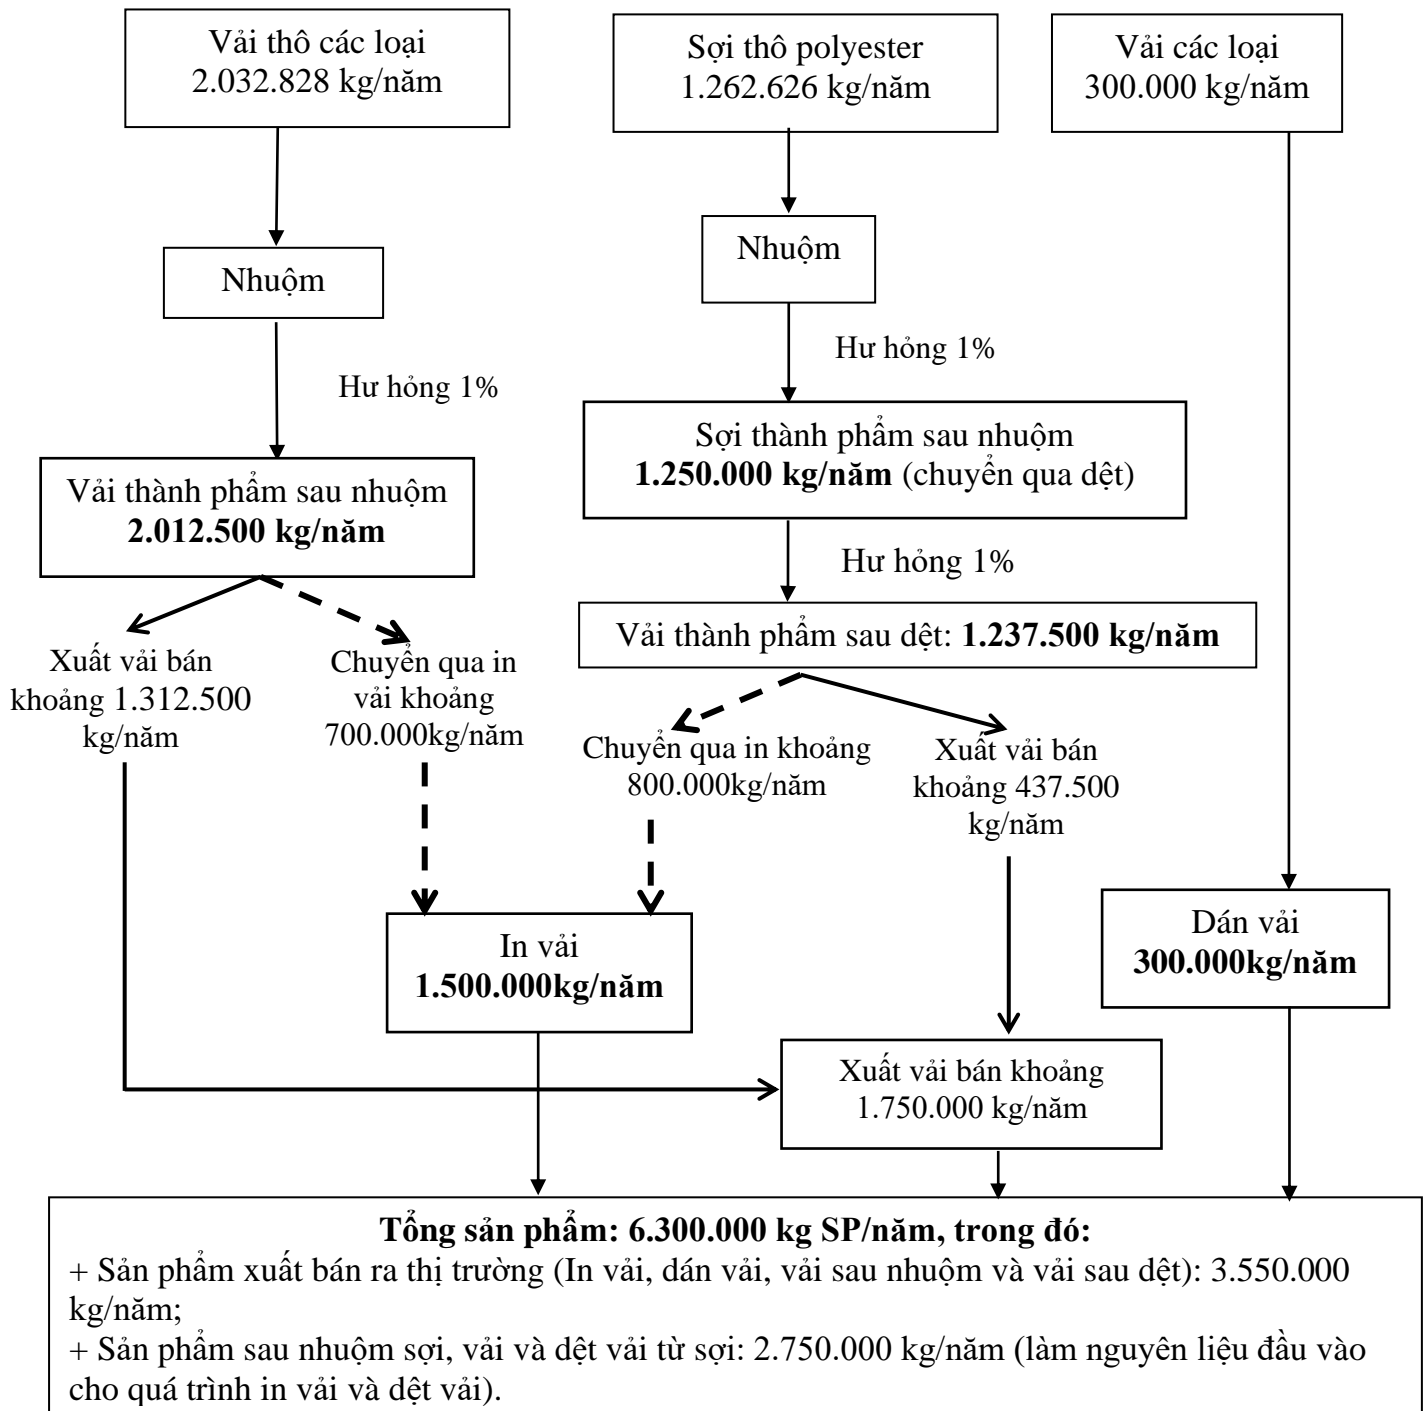 Vải thô các loại
2.032.828 kg/năm
Sợi thô polyester
1.262.626 kg/năm
Vải các loại
300.000 kg/năm
Nhuộm
Nhuộm
Hư hỏng 1%
Hư hỏng 1%
Sợi thành phẩm sau nhuộm
1.250.000 kg/năm (chuyển qua dệt)
Vải thành phẩm sau nhuộm
2.012.500 kg/năm
Hư hỏng 1%
Vải thành phẩm sau dệt: 1.237.500 kg/năm
Xuất vải bán
khoảng 1.312.500
kg/năm
Chuyển qua in
vải khoảng
700.000kg/năm
Chuyển qua in khoảng
800.000kg/năm
Xuất vải bán
khoảng 437.500
kg/năm
In vải
1.500.000kg/năm
Dán vải
300.000kg/năm
Xuất vải bán khoảng
1.750.000 kg/năm
Tổng sản phẩm: 6.300.000 kg SP/năm, trong đó:
+ Sản phẩm xuất bán ra thị trường (In vải, dán vải, vải sau nhuộm và vải sau dệt): 3.550.000
kg/năm;
+ Sản phẩm sau nhuộm sợi, vải và dệt vải từ sợi: 2.750.000 kg/năm (làm nguyên liệu đầu vào
cho quá trình in vải và dệt vải).